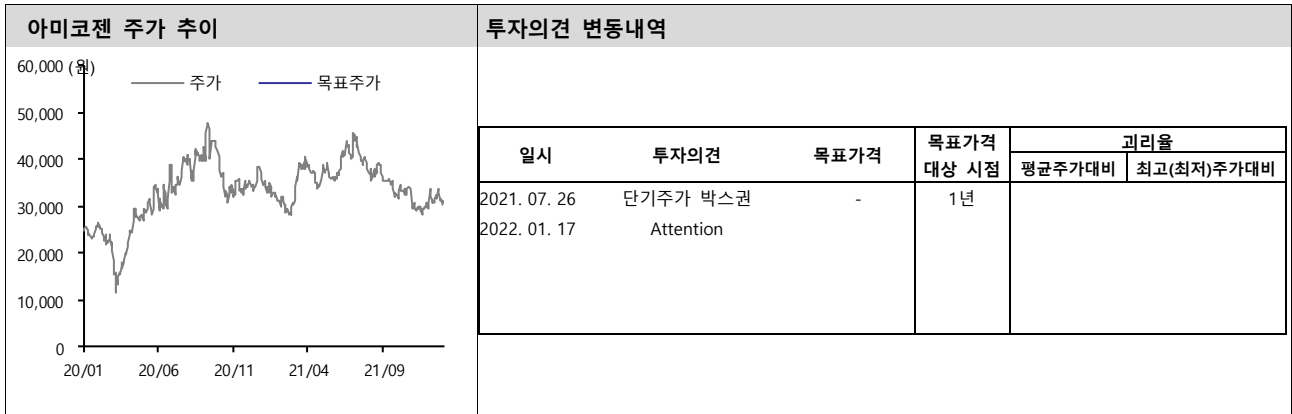 아미코젠 주가 추이
투자의견 변동내역
60,000 (원)
주가
목표주가
50,000
40,000
30,000
20,000
10,000
0
20/01 20/06 20/11 21/04 21/09
일시 투자의견 목표가격 목표가격 대상 시점 괴리율
평균주가대비 최고(최저)주가대비
2021. 07. 26 단기주가 박스권 - 1년
2022. 01. 17 Attention